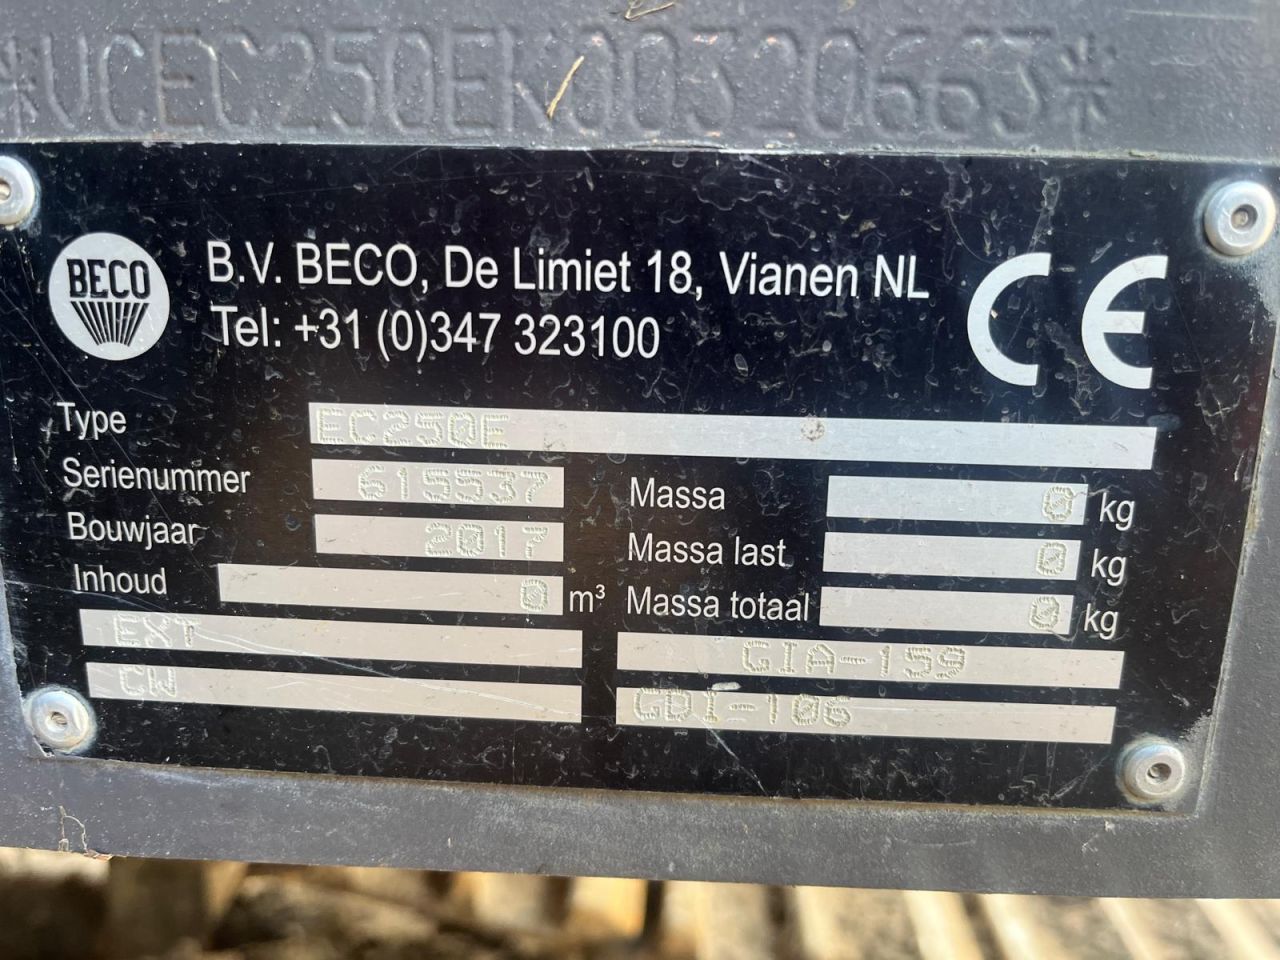 *VCEC250EK00320663*
BECO
B.V. BECO, De Limiet 18, Vianen NL
Tel: +31 (0)347 323100
CE
Type EC250E
Serienummer 615537
Massa 0 kg
Bouwjaar 2017
Massa last 0 kg
Inhoud 0 m³
Massa totaal 0 kg
EXT
GIA-159
CW
GDI-106